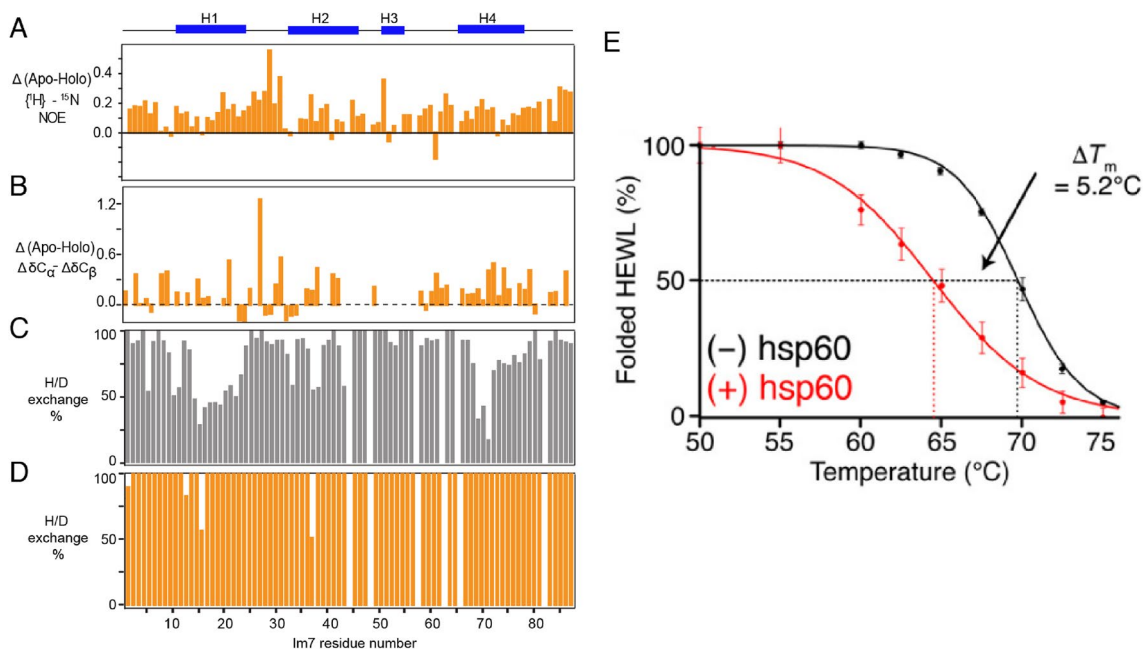 H1 H2 H3 H4
A
Δ (Apo-Holo)
{¹H} - ¹⁵N
NOE
0.4
0.2
0.0
B
Δ (Apo-Holo)
Δ δCα- Δ δCβ
1.2
0.6
0.0
C
H/D
exchange
%
100
50
0
D
H/D
exchange
%
100
50
0
10 20 30 40 50 60 70 80
Im7 residue number
E
Folded HEWL (%)
100
50
0
ΔTm
= 5.2°C
(−) hsp60
(+) hsp60
50 55 60 65 70 75
Temperature (°C)